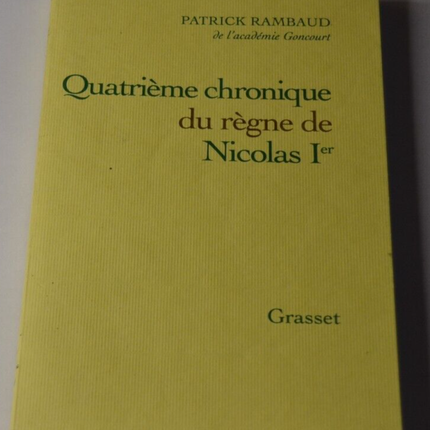 PATRICK RAMBAUD
de l'académie Goncourt
Quatrième chronique
du règne de
Nicolas Ier
Grasset